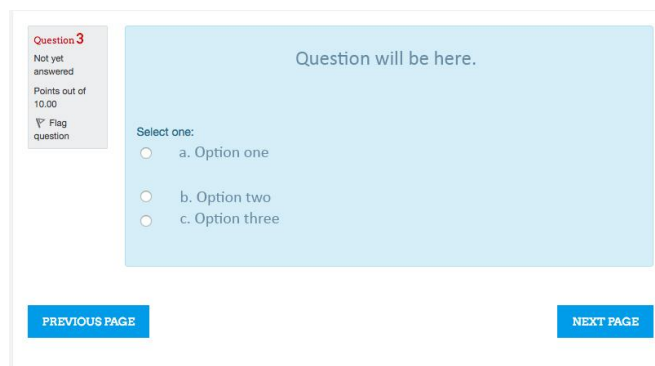 Question 3
Not yet
answered
Points out of
10.00
Flag
question
Question will be here.
Select one:
a. Option one
b. Option two
c. Option three
PREVIOUS PAGE
NEXT PAGE